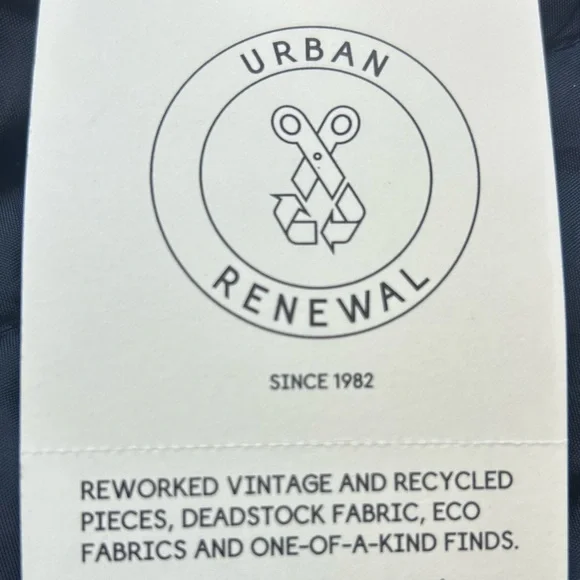 URBAN
RENEWAL
SINCE 1982
REWORKED VINTAGE AND RECYCLED
PIECES, DEADSTOCK FABRIC, ECO
FABRICS AND ONE-OF-A-KIND FINDS.